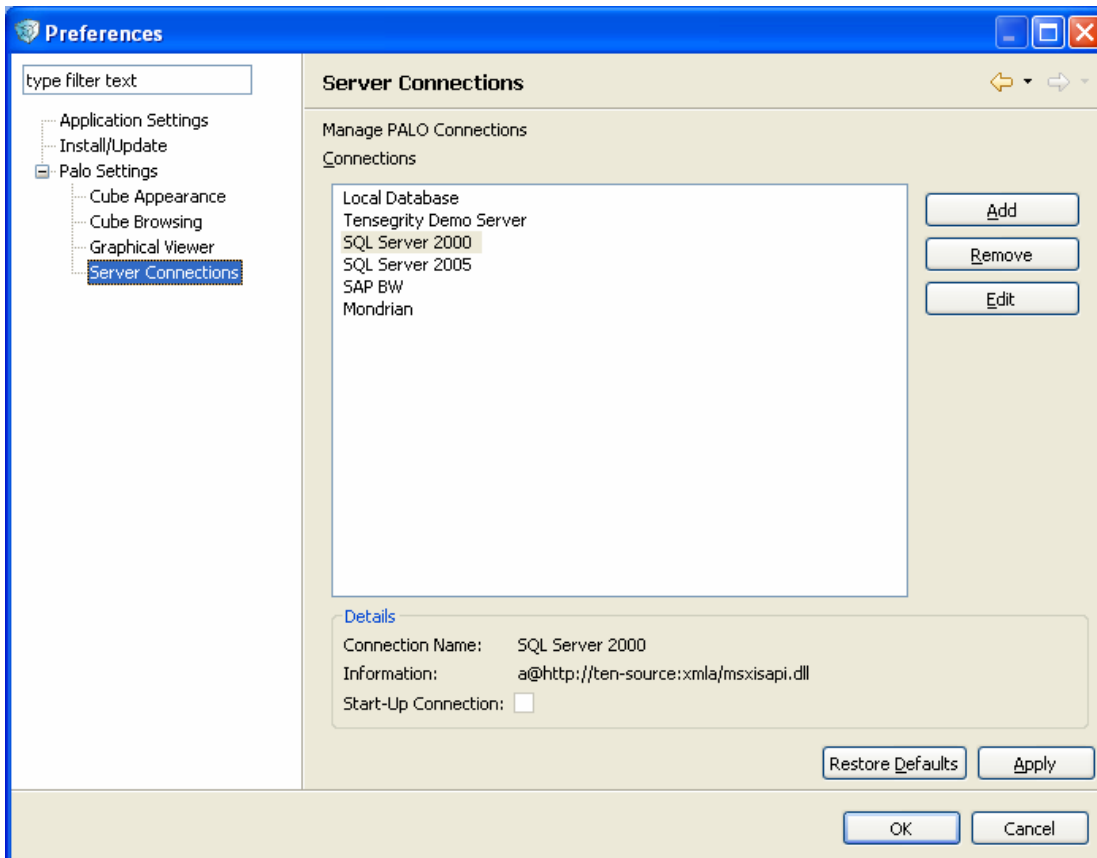 Preferences
type filter text
Application Settings
Install/Update
Palo Settings
Cube Appearance
Cube Browsing
Graphical Viewer
Server Connections
Server Connections
Manage PALO Connections
Connections
Local Database
Tensegrity Demo Server
SQL Server 2000
SQL Server 2005
SAP BW
Mondrian
Add
Remove
Edit
Details
Connection Name: SQL Server 2000
Information: a@http://ten-source:xmla/msxisapi.dll
Start-Up Connection:
Restore Defaults Apply
OK Cancel